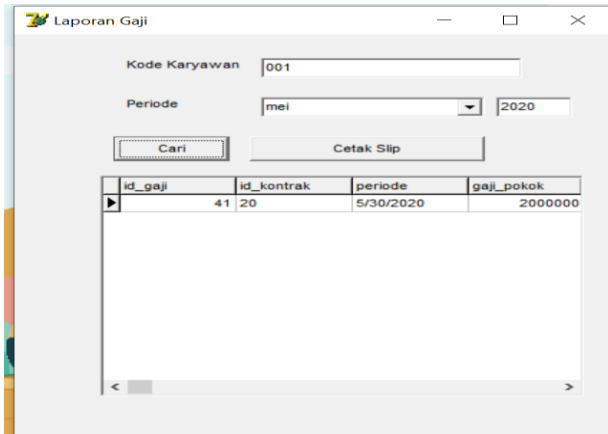 Laporan Gaji
Kode Karyawan 001
Periode mei 2020
Cari Cetak Slip
id_gaji id_kontrak periode gaji_pokok
41 20 5/30/2020 2000000